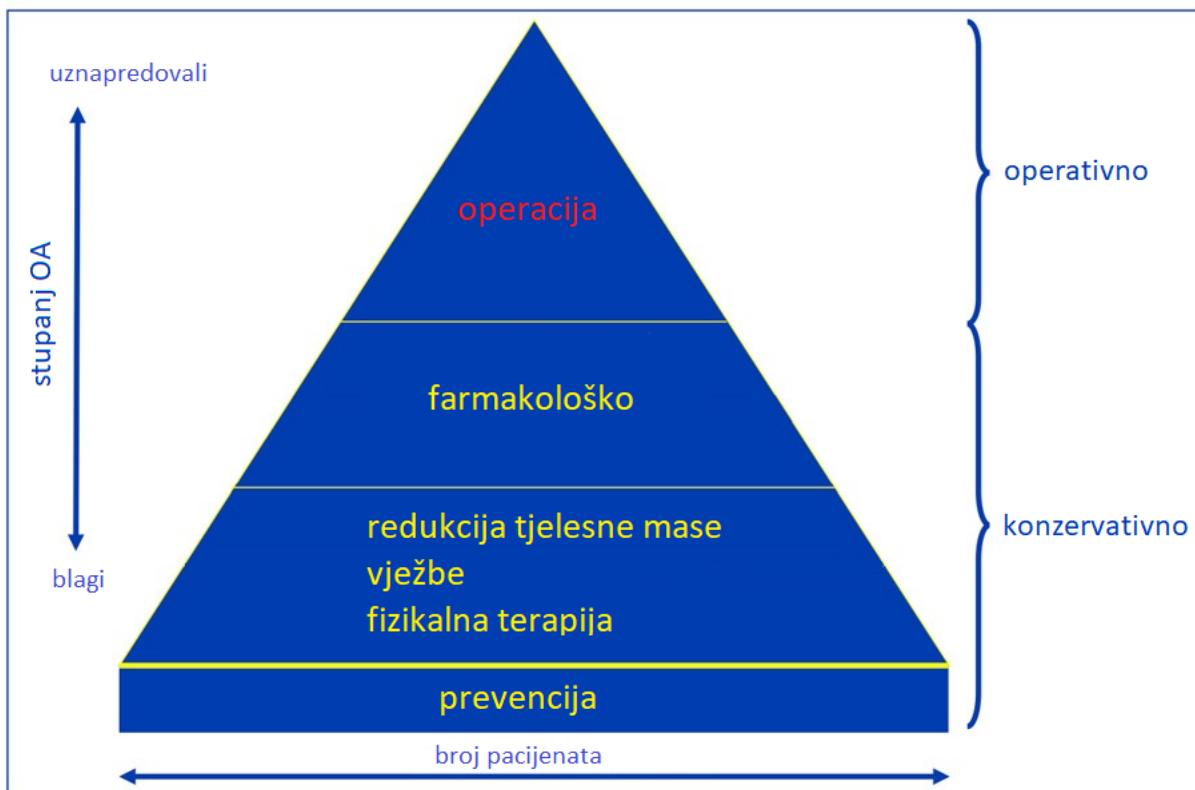 uznapredovali
stupanj OA
blagi
operacija
farmakološko
redukcija tjelesne mase
vježbe
fizikalna terapija
prevencija
broj pacijenata
operativno
konzervativno